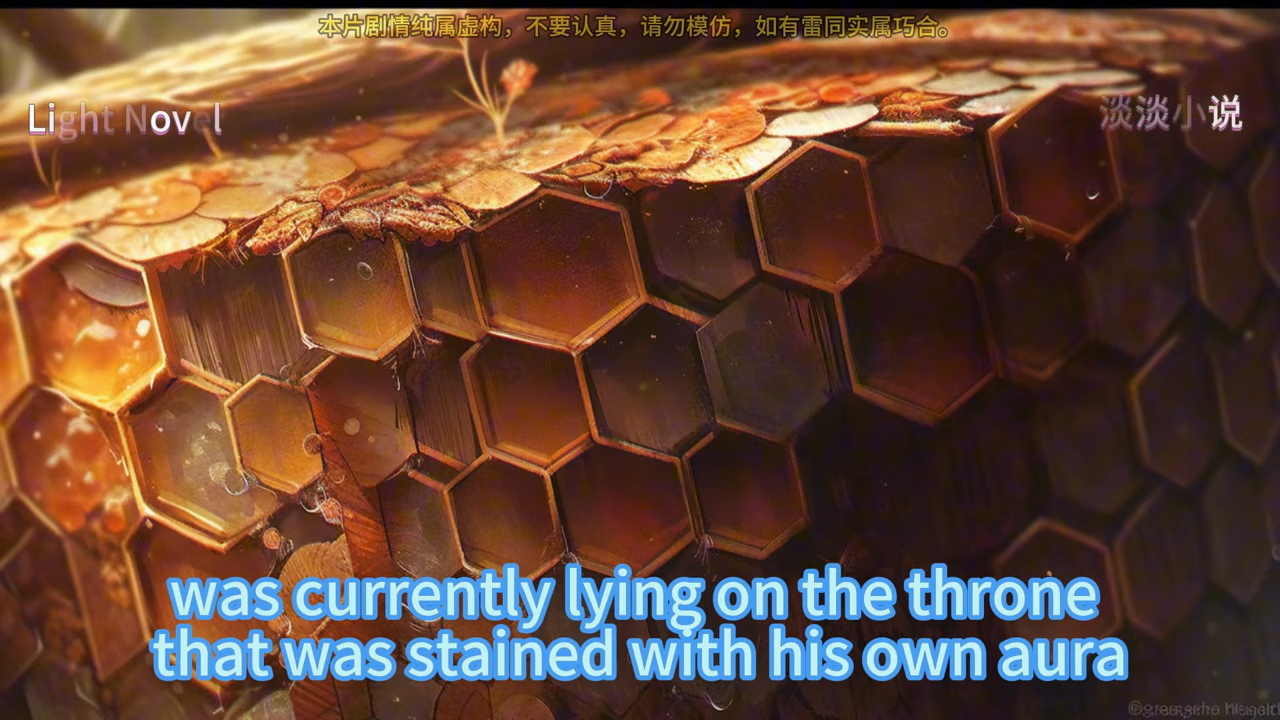 本片剧情纯属虚构，不要认真，请勿模仿，如有雷同实属巧合。
Light Novel
淡淡小说
was currently lying on the throne
that was stained with his own aura